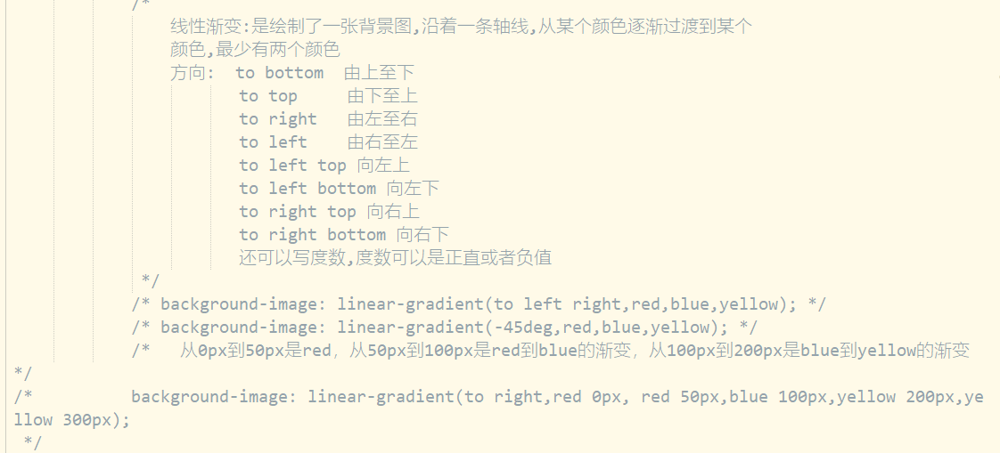 /*
线性渐变:是绘制了一张背景图,沿着一条轴线,从某个颜色逐渐过渡到某个
颜色,最少有两个颜色
方向: to bottom 由上至下
to top 由下至上
to right 由左至右
to left 由右至左
to left top 向左上
to left bottom 向左下
to right top 向右上
to right bottom 向右下
还可以写度数,度数可以是正直或者负值
*/
/* background-image: linear-gradient(to left right,red,blue,yellow); */
/* background-image: linear-gradient(-45deg,red,blue,yellow); */
/* 从0px到50px是red，从50px到100px是red到blue的渐变，从100px到200px是blue到yellow的渐变
*/
/* background-image: linear-gradient(to right,red 0px, red 50px,blue 100px,yellow 200px,ye
llow 300px);
*/